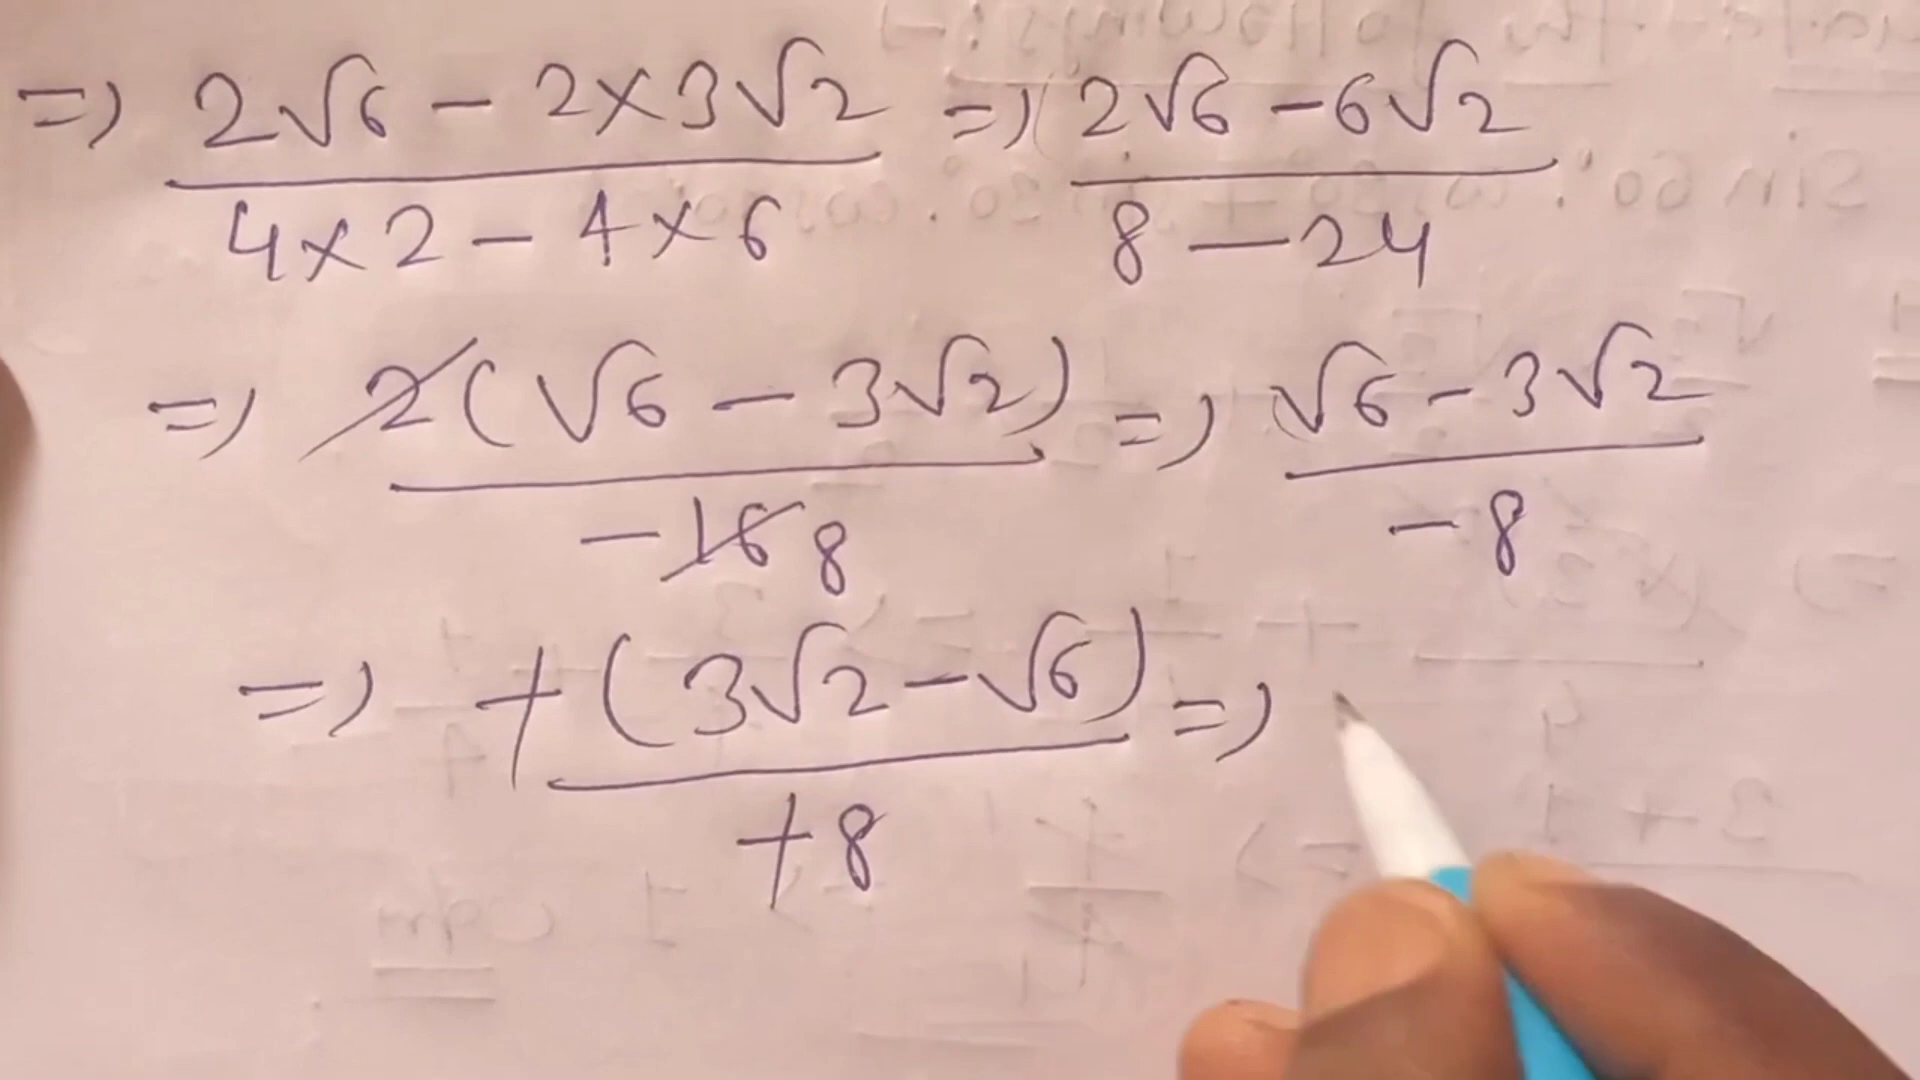 => 2√6 - 2×3√2 / 4×2 - 4×6 => 2√6 - 6√2 / 8 - 24
=> 2(√6 - 3√2) / -16 8 => √6 - 3√2 / -8
=> +(3√2 - √6) / +8 =>